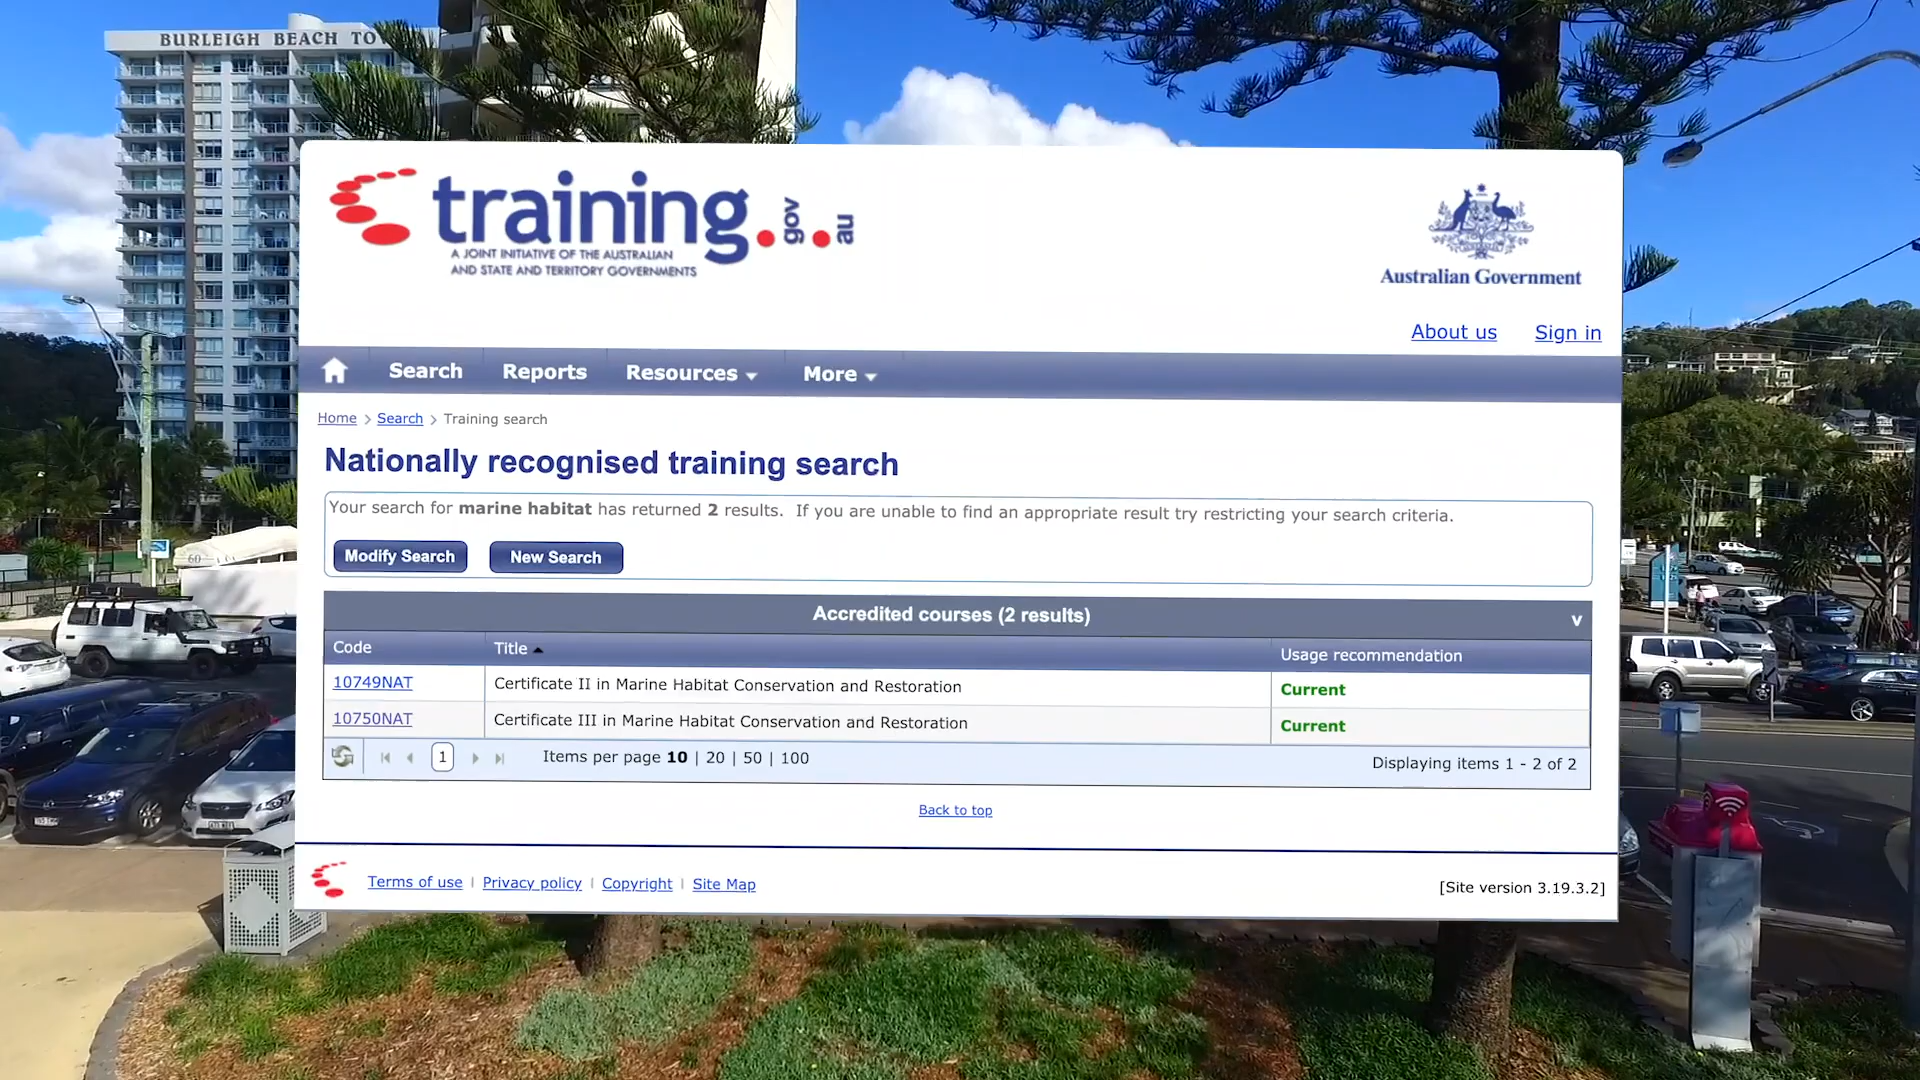 BURLEIGH BEACH TO
training.gov.au
A JOINT INITIATIVE OF THE AUSTRALIAN
AND STATE AND TERRITORY GOVERNMENTS
Australian Government
About us Sign in
Search Reports Resources More
Home > Search > Training search
Nationally recognised training search
Your search for marine habitat has returned 2 results. If you are unable to find an appropriate result try restricting your search criteria.
Modify Search New Search
Accredited courses (2 results) v
Code Title Usage recommendation
10749NAT Certificate II in Marine Habitat Conservation and Restoration Current
10750NAT Certificate III in Marine Habitat Conservation and Restoration Current
1 Items per page 10 | 20 | 50 | 100 Displaying items 1 - 2 of 2
Back to top
Terms of use | Privacy policy | Copyright | Site Map [Site version 3.19.3.2]
60